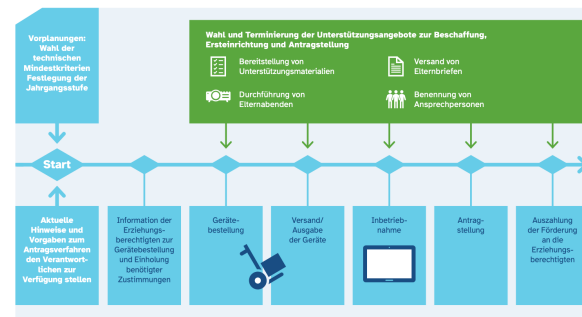 Vorplanungen:
Wahl der
technischen
Mindestkriterien
Festlegung der
Jahrgangsstufe
Wahl und Terminierung der Unterstützungsangebote zur Beschaffung,
Ersteinrichtung und Antragstellung
Bereitstellung von
Unterstützungsmaterialien
Versand von
Elternbriefen
Durchführung von
Elternabenden
Benennung von
Ansprechpersonen
Start
Aktuelle
Hinweise und
Vorgaben zum
Antragsverfahren
den Verantwort-
lichen zur
Verfügung stellen
Information der
Erziehungs-
berechtigten zur
Gerätebestellung
und Einholung
benötigter
Zustimmungen
Geräte-
bestellung
Versand/
Ausgabe
der Geräte
Inbetrieb-
nahme
Antrag-
stellung
Auszahlung
der Förderung
an die
Erziehungs-
berechtigten